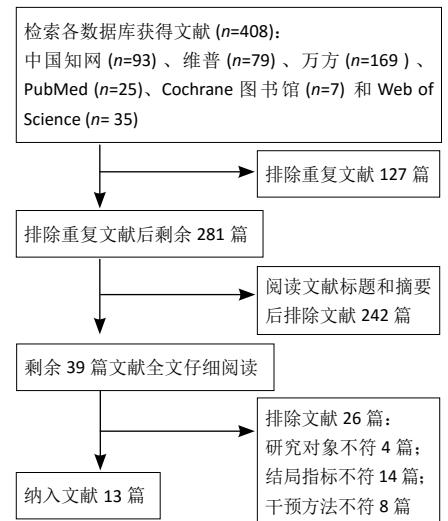 检索各数据库获得文献 (n=408)：
中国知网 (n=93) 、维普 (n=79) 、万方 (n=169 ) 、
PubMed (n=25)、Cochrane 图书馆 (n=7) 和 Web of
Science (n= 35)
排除重复文献 127 篇
排除重复文献后剩余 281 篇
阅读文献标题和摘要
后排除文献 242 篇
剩余 39 篇文献全文仔细阅读
排除文献 26 篇：
研究对象不符 4 篇；
结局指标不符 14 篇；
干预方法不符 8 篇
纳入文献 13 篇